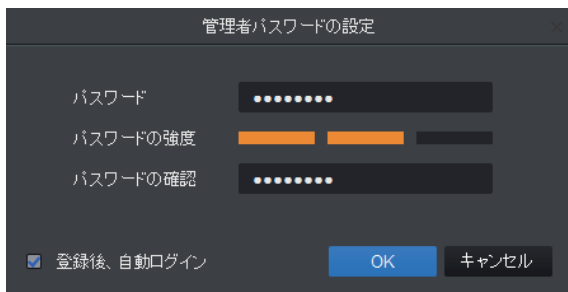 管理者パスワードの設定
パスワード ●●●●●●●●
パスワードの強度
パスワードの確認 ●●●●●●●●
登録後、自動ログイン OK キャンセル